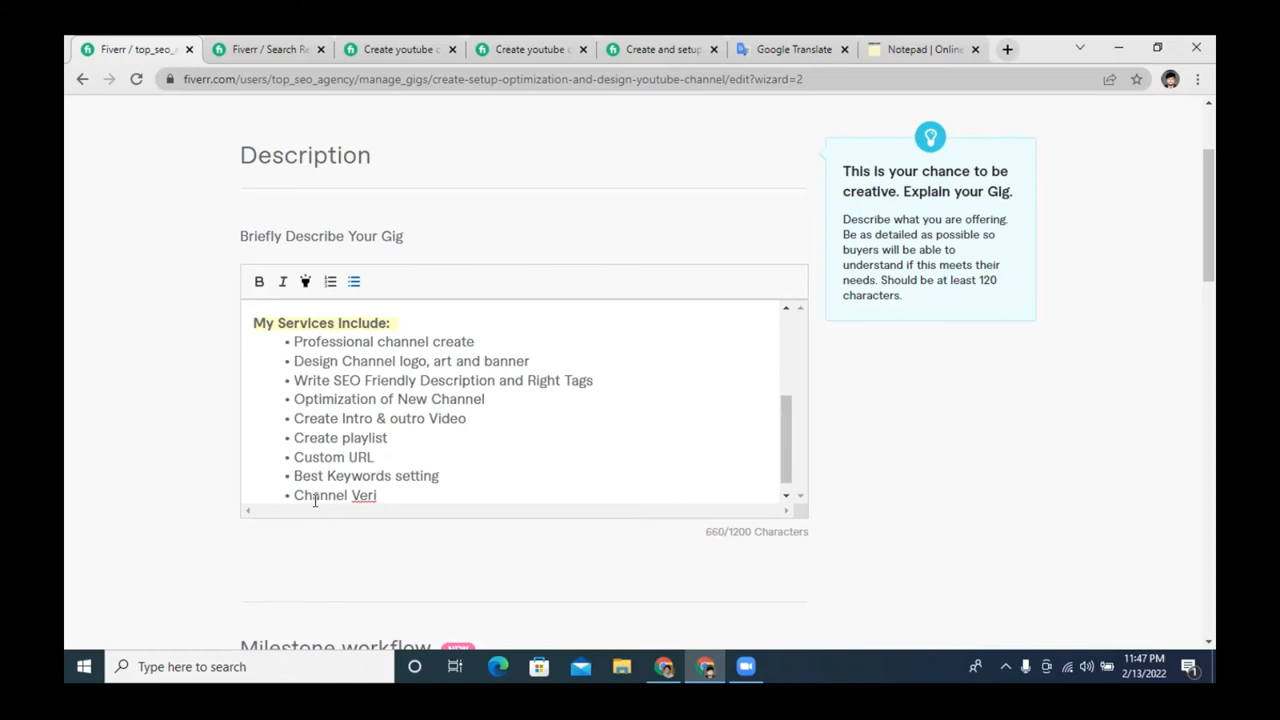 Fiverr / top_seo_a
Fiverr / Search Re
Create youtube c
Create youtube c
Create and setup
Google Translate
Notepad | Online
fiverr.com/users/top_seo_agency/manage_gigs/create-setup-optimization-and-design-youtube-channel/edit?wizard=2
Description
Briefly Describe Your Gig
B I
My Services Include:
• Professional channel create
• Design Channel logo, art and banner
• Write SEO Friendly Description and Right Tags
• Optimization of New Channel
• Create Intro & outro Video
• Create playlist
• Custom URL
• Best Keywords setting
• Channel Veri
660/1200 Characters
This is your chance to be
creative. Explain your Gig.
Describe what you are offering.
Be as detailed as possible so
buyers will be able to
understand if this meets their
needs. Should be at least 120
characters.
Milestone workflow NEW
Type here to search
11:47 PM
2/13/2022
1